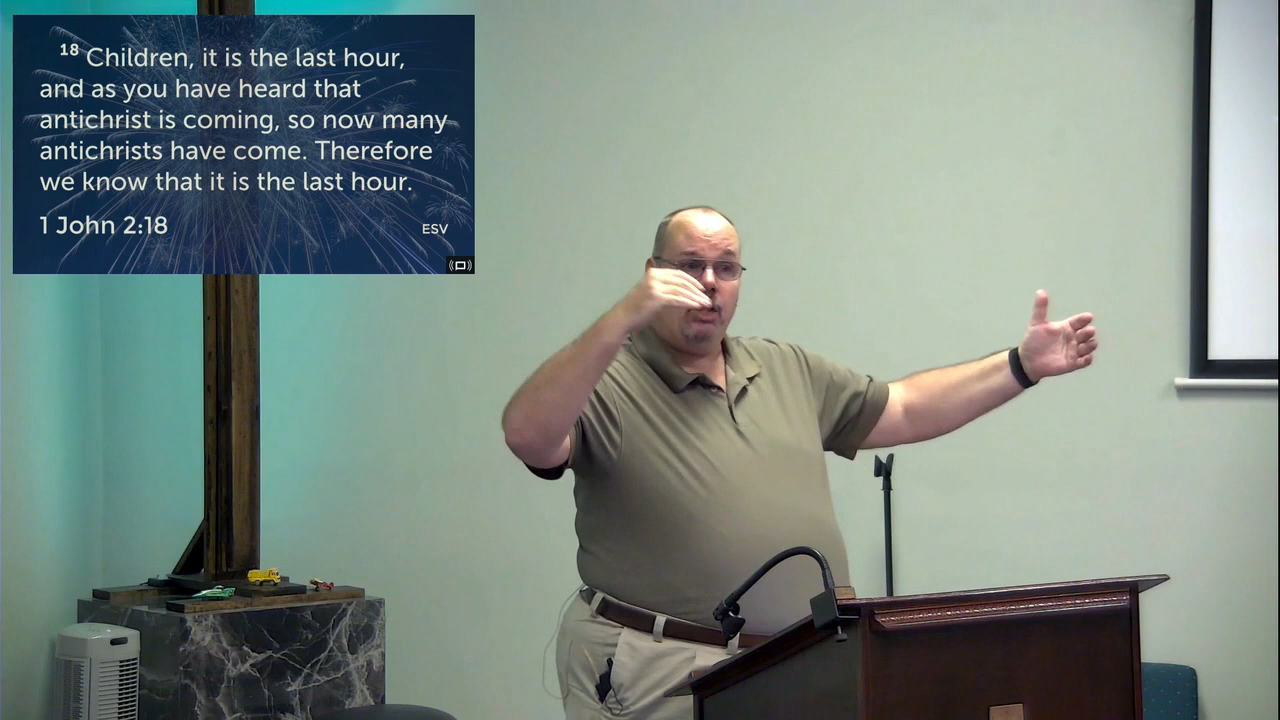 18 Children, it is the last hour,
and as you have heard that
antichrist is coming, so now many
antichrists have come. Therefore
we know that it is the last hour.
1 John 2:18 ESV